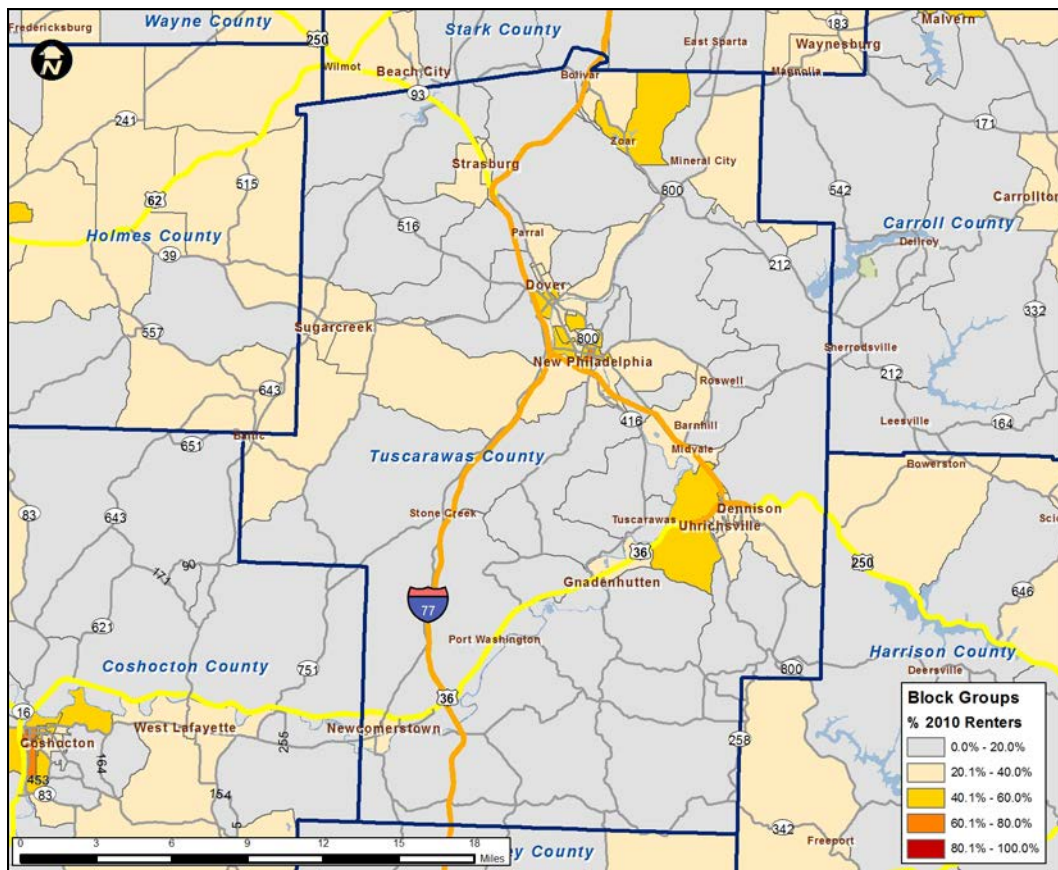 Wayne County
Stark County
Fredericksburg
250
Wilmot
Beach City
93
Bolivar
East Sparta
183
Waynesburg
Magnolia
Malvern
N
241
515
62
Holmes County
39
557
643
Strasburg
516
Parral
Zoar
Mineral City
800
171
542
Carrollton
Carroll County
Dellroy
212
332
Dover
Sugarcreek
800
New Philadelphia
Sherrodsville
212
Roswell
416
Barnhill
Midvale
Leesville
164
Bowerston
Baltic
651
Tuscarawas County
83
643
Stone Creek
Tuscarawas
Dennison
Uhrichsville
36
Gnadenhutten
250
Scio
171
90
77
646
621
Port Washington
Coshocton County
751
800
Harrison County
Deersville
36
16
West Lafayette
Newcomerstown
Coshocton
255
258
164
453
83
154
5
342
Freeport
ey County
Block Groups
% 2010 Renters
0.0% - 20.0%
20.1% - 40.0%
40.1% - 60.0%
60.1% - 80.0%
80.1% - 100.0%
0 3 6 9 12 15 18
Miles